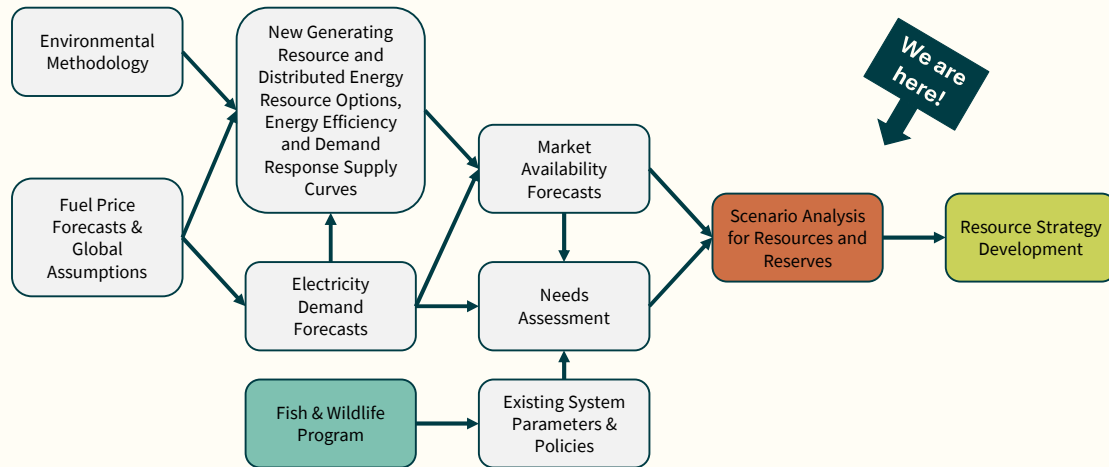 Environmental
Methodology
New Generating
Resource and
Distributed Energy
Resource Options,
Energy Efficiency
and Demand
Response Supply
Curves
We are
here!
Market
Availability
Forecasts
Fuel Price
Forecasts &
Global
Assumptions
Scenario Analysis
for Resources and
Reserves
Resource Strategy
Development
Electricity
Demand
Forecasts
Needs
Assessment
Fish & Wildlife
Program
Existing System
Parameters &
Policies